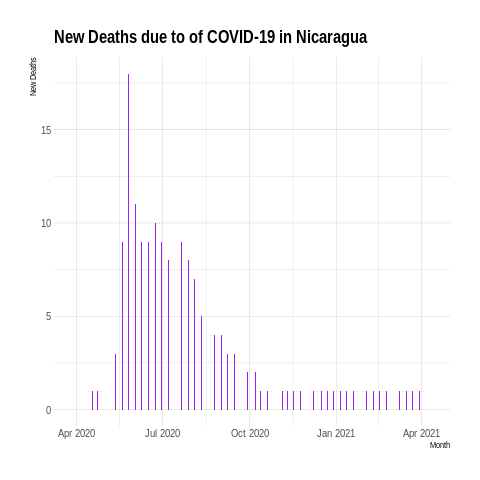 New Deaths due to of COVID-19 in Nicaragua
New Deaths
15
10
5
0
Apr 2020 Jul 2020 Oct 2020 Jan 2021 Apr 2021
Month